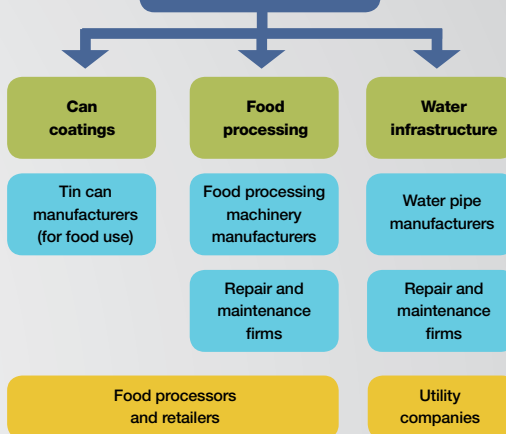 Can
coatings
Food
processing
Water
infrastructure
Tin can
manufacturers
(for food use)
Food processing
machinery
manufacturers
Water pipe
manufacturers
Repair and
maintenance
firms
Repair and
maintenance
firms
Food processors
and retailers
Utility
companies